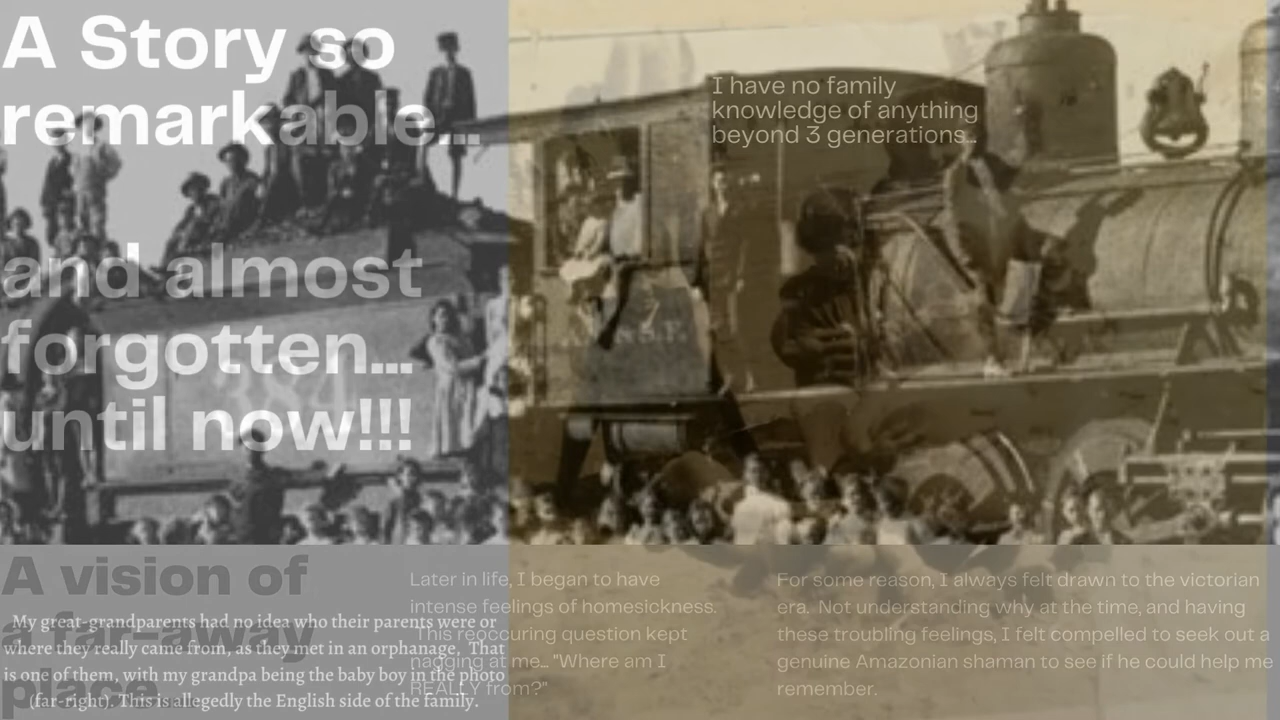 A Story so
remarkable...
and almost
forgotten...
until now!!!
I have no family
knowledge of anything
beyond 3 generations...
384
A vision of
a far-away
place...
My great-grandparents had no idea who their parents were or
where they really came from, as they met in an orphanage. That
is one of them, with my grandpa being the baby boy in the photo
(far-right). This is allegedly the English side of the family.
Later in life, I began to have
intense feelings of homesickness.
This reoccuring question kept
nagging at me... "Where am I
REALLY from?"
For some reason, I always felt drawn to the victorian
era. Not understanding why at the time, and having
these troubling feelings, I felt compelled to seek out a
genuine Amazonian shaman to see if he could help me
remember.